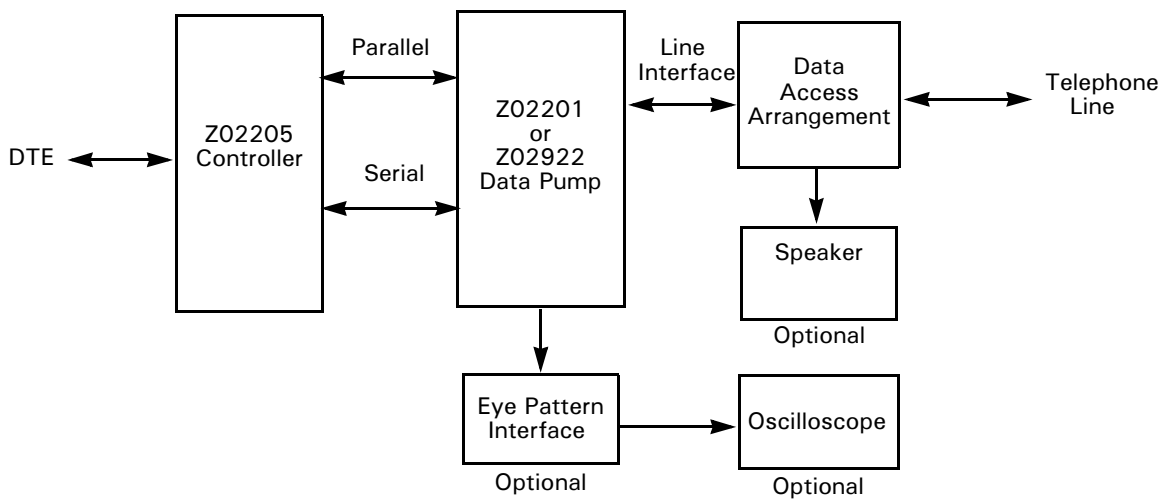 DTE
Z02205
Controller
Parallel
Serial
Z02201
or
Z02922
Data Pump
Line
Interface
Data
Access
Arrangement
Telephone
Line
Speaker
Optional
Eye Pattern
Interface
Optional
Oscilloscope
Optional